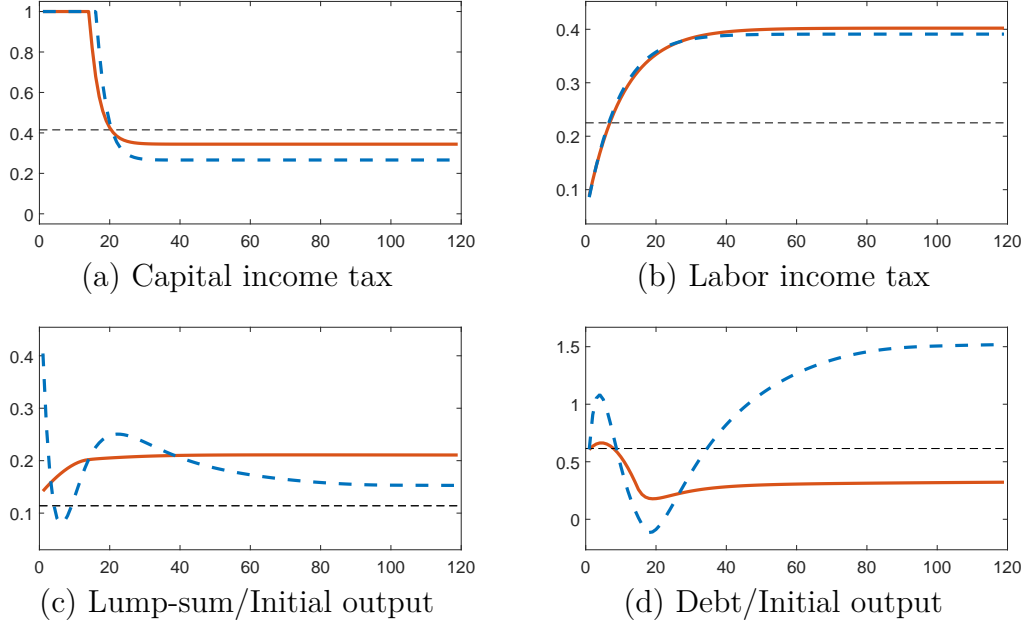 1
0.8
0.6
0.4
0.2
0
0 20 40 60 80 100 120
(a) Capital income tax
0.4
0.3
0.2
0.1
0 20 40 60 80 100 120
(b) Labor income tax
0.4
0.3
0.2
0.1
0 20 40 60 80 100 120
(c) Lump-sum/Initial output
1.5
1
0.5
0
0 20 40 60 80 100 120
(d) Debt/Initial output